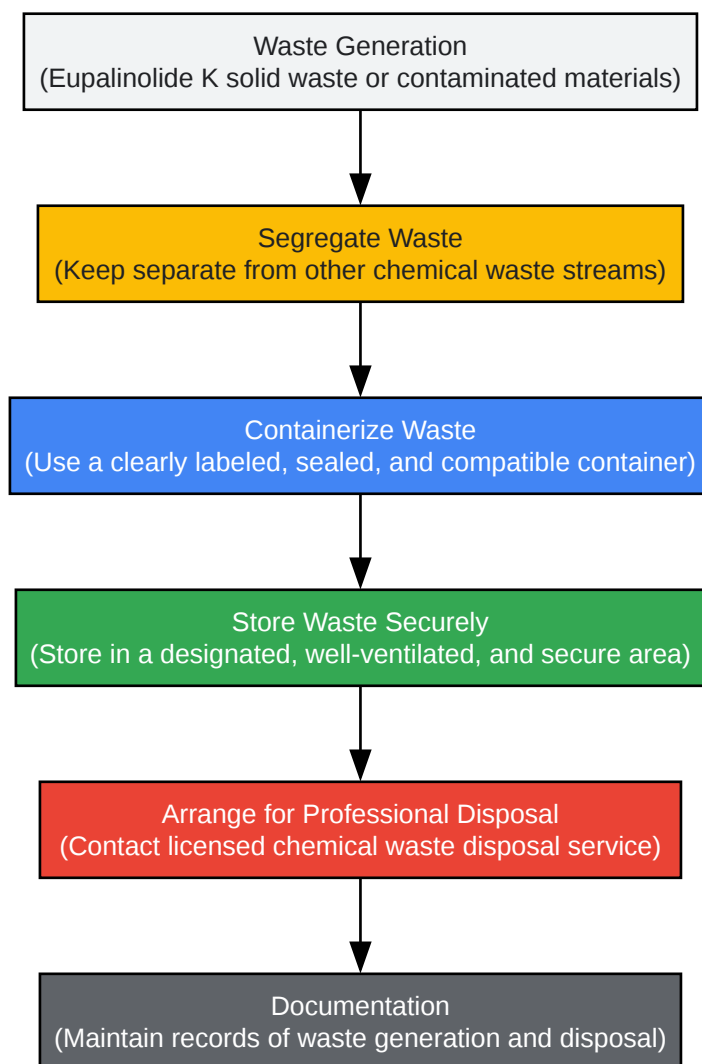 Waste Generation
(Eupalinolide K solid waste or contaminated materials)
Segregate Waste
(Keep separate from other chemical waste streams)
Containerize Waste
(Use a clearly labeled, sealed, and compatible container)
Store Waste Securely
(Store in a designated, well-ventilated, and secure area)
Arrange for Professional Disposal
(Contact licensed chemical waste disposal service)
Documentation
(Maintain records of waste generation and disposal)